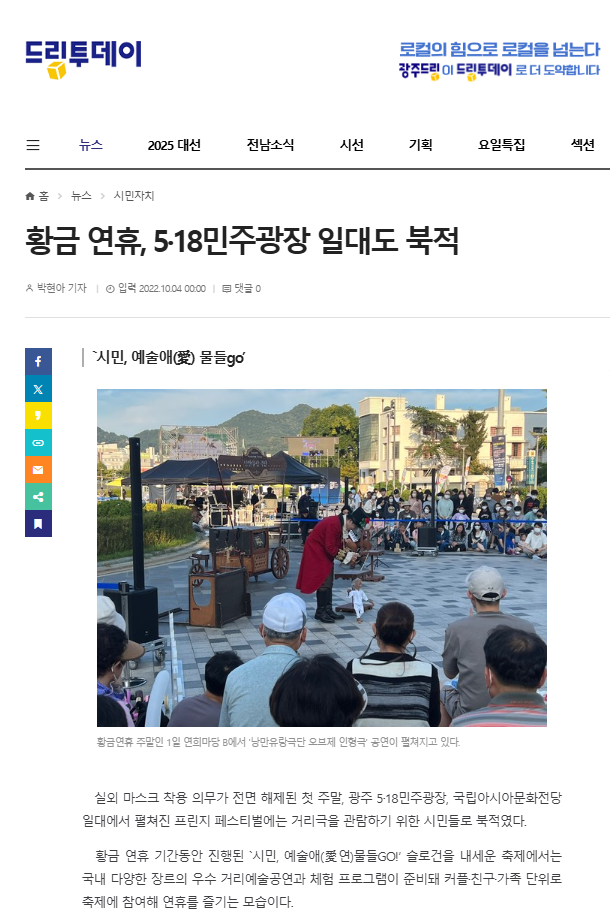 드리투데이
로컬의 힘으로 로컬을 넘는다
광주드리 이 드림투데이 로 더 도약합니다
뉴스 2025 대선 전남소식 시선 기획 요일특집 섹션
홈 > 뉴스 > 시민자치
황금 연휴, 5·18민주광장 일대도 북적
박현아 기자 | 입력 2022.10.04 00:00 | 댓글 0
`시민, 예술애(愛) 물들go’
황금연휴 주말인 1일 연희마당 B에서 ‘낭만유랑극단 오브제 인형극’ 공연이 펼쳐지고 있다.
실외 마스크 착용 의무가 전면 해제된 첫 주말, 광주 5·18민주광장, 국립아시아문화전당
일대에서 펼쳐진 프린지 페스티벌에는 거리극을 관람하기 위한 시민들로 북적였다.
황금 연휴 기간동안 진행된 `시민, 예술애(愛연)물들GO!’ 슬로건을 내세운 축제에서는
국내 다양한 장르의 우수 거리예술공연과 체험 프로그램이 준비돼 커플·친구·가족 단위로
축제에 참여해 연휴를 즐기는 모습이다.